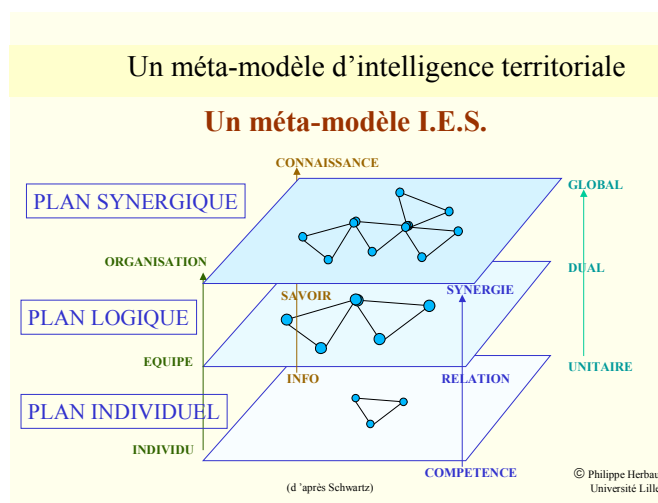 Un méta-modèle d'intelligence territoriale
Un méta-modèle I.E.S.
CONNAISSANCE
GLOBAL
PLAN SYNERGIQUE
ORGANISATION
DUAL
SAVOIR
SYNERGIE
PLAN LOGIQUE
EQUIPE
UNITAIRE
INFO
RELATION
PLAN INDIVIDUEL
INDIVIDU
COMPETENCE
(d 'après Schwartz)
© Philippe Herbau
Université Lille